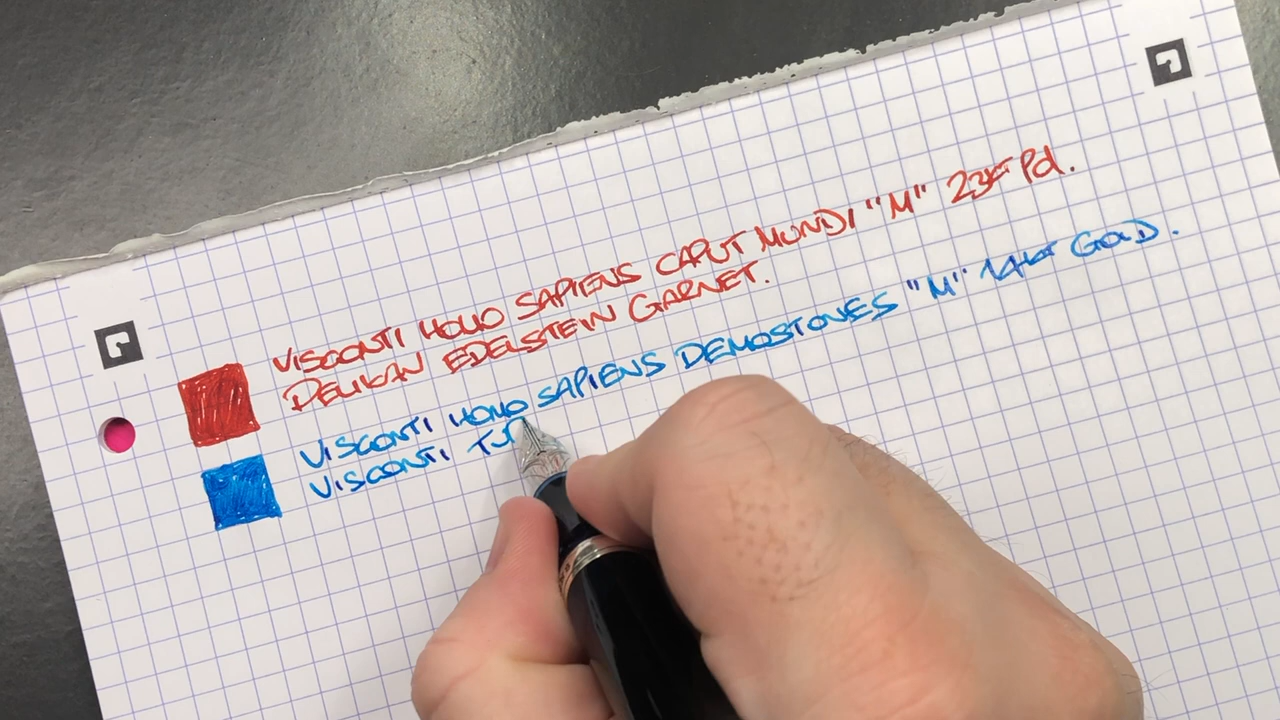 VISCONTI HOMO SAPIENS CAPUT MUNDI "M" 23kt Pd.
PELIKAN EDELSTEIN GARNET.
VISCONTI HOMO SAPIENS DEMOSTONES "M" 14kt GOLD.
VISCONTI